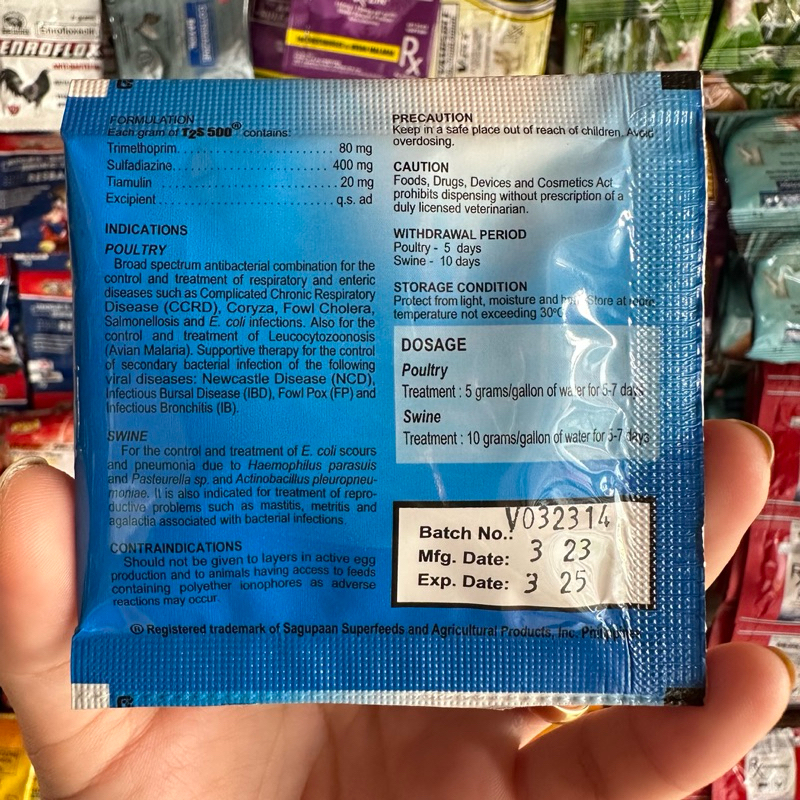 ENROFLOX
Rx
FORMULATION
Each gram of T2S 500® contains:
Trimethoprim.............................. 80 mg
Sulfadiazine.............................. 400 mg
Tiamulin.............................. 20 mg
Excipient.............................. q.s. ad
INDICATIONS
POULTRY
Broad spectrum antibacterial combination for the
control and treatment of respiratory and enteric
diseases such as Complicated Chronic Respiratory
Disease (CCRD), Coryza, Fowl Cholera,
Salmonellosis and E. coli infections. Also for the
control and treatment of Leucocytozoonosis
(Avian Malaria). Supportive therapy for the control
of secondary bacterial infection of the following
viral diseases: Newcastle Disease (NCD),
Infectious Bursal Disease (IBD), Fowl Pox (FP) and
Infectious Bronchitis (IB).
SWINE
For the control and treatment of E. coli scours
and pneumonia due to Haemophilus parasuis
and Pasteurella sp. and Actinobacillus pleuropneu-
moniae. It is also indicated for treatment of repro-
ductive problems such as mastitis, metritis and
agalactia associated with bacterial infections.
CONTRAINDICATIONS
Should not be given to layers in active egg
production and to animals having access to feeds
containing polyether ionophores as adverse
reactions may occur.
PRECAUTION
Keep in a safe place out of reach of children. Avoid
overdosing.
CAUTION
Foods, Drugs, Devices and Cosmetics Act
prohibits dispensing without prescription of a
duly licensed veterinarian.
WITHDRAWAL PERIOD
Poultry - 5 days
Swine - 10 days
STORAGE CONDITION
Protect from light, moisture and Store at
temperature not exceeding 30°C
DOSAGE
Poultry
Treatment : 5 grams/gallon of water for 5-7 days
Swine
Treatment : 10 grams/gallon of water for 5-7 days
Batch No.: V032314
Mfg. Date: 3 23
Exp. Date: 3 25
® Registered trademark of Sagupaan Superfeeds and Agricultural Products, Inc.